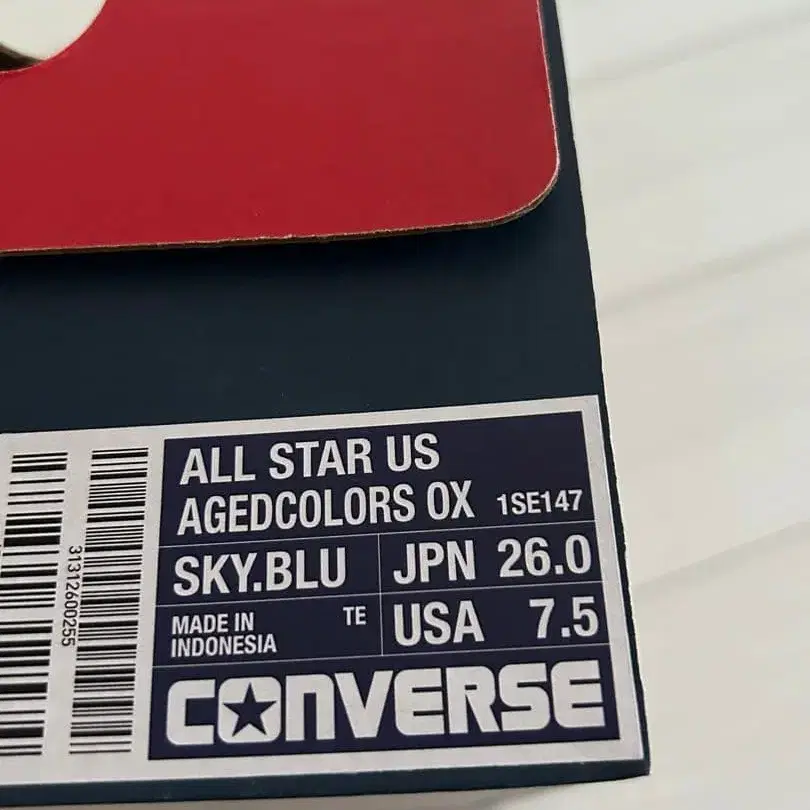 ALL STAR US
AGEDCOLORS OX 1SE147
SKY.BLU JPN 26.0
MADE IN INDONESIA TE USA 7.5
CONVERSE
31312600255